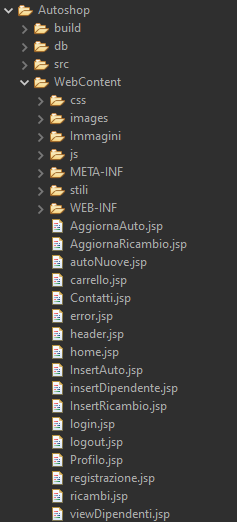 Autoshop
build
db
src
WebContent
css
images
Immagini
js
META-INF
stili
WEB-INF
AggiornaAuto.jsp
AggiornaRicambio.jsp
autoNuove.jsp
carrello.jsp
Contatti.jsp
error.jsp
header.jsp
home.jsp
InsertAuto.jsp
insertDipendente.jsp
InsertRicambio.jsp
login.jsp
logout.jsp
Profilo.jsp
registrazione.jsp
ricambi.jsp
viewDipendenti.jsp